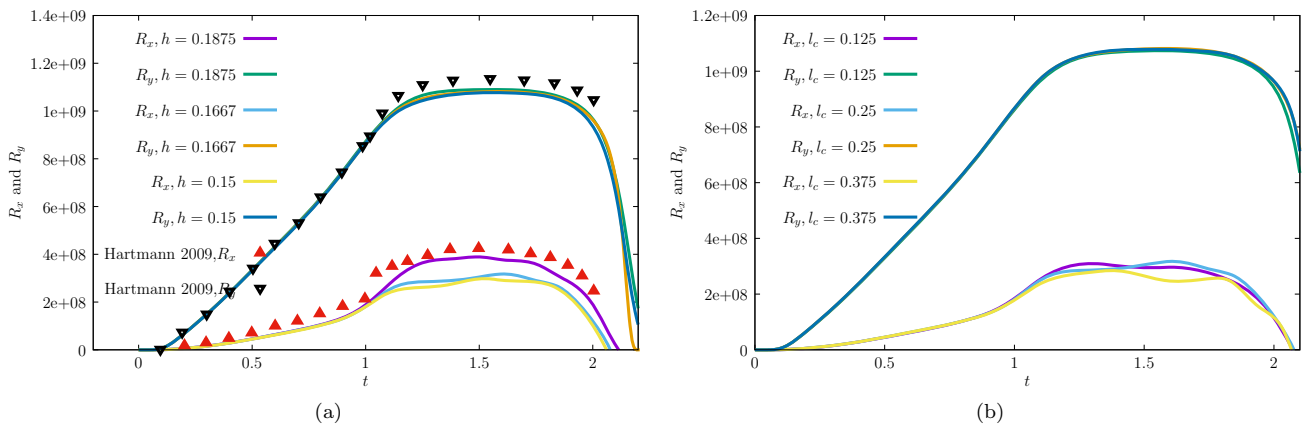 1.4e+09
1.2e+09
1e+09
8e+08
6e+08
4e+08
2e+08
0
R_x and R_y
R_x, h = 0.1875
R_y, h = 0.1875
R_x, h = 0.1667
R_y, h = 0.1667
R_x, h = 0.15
R_y, h = 0.15
Hartmann 2009,R_x
Hartmann 2009,R_y
0 0.5 1 1.5 2
t
(a)
1.2e+09
1e+09
8e+08
6e+08
4e+08
2e+08
0
R_x and R_y
R_x, l_c = 0.125
R_y, l_c = 0.125
R_x, l_c = 0.25
R_y, l_c = 0.25
R_x, l_c = 0.375
R_y, l_c = 0.375
0 0.5 1 1.5 2
t
(b)